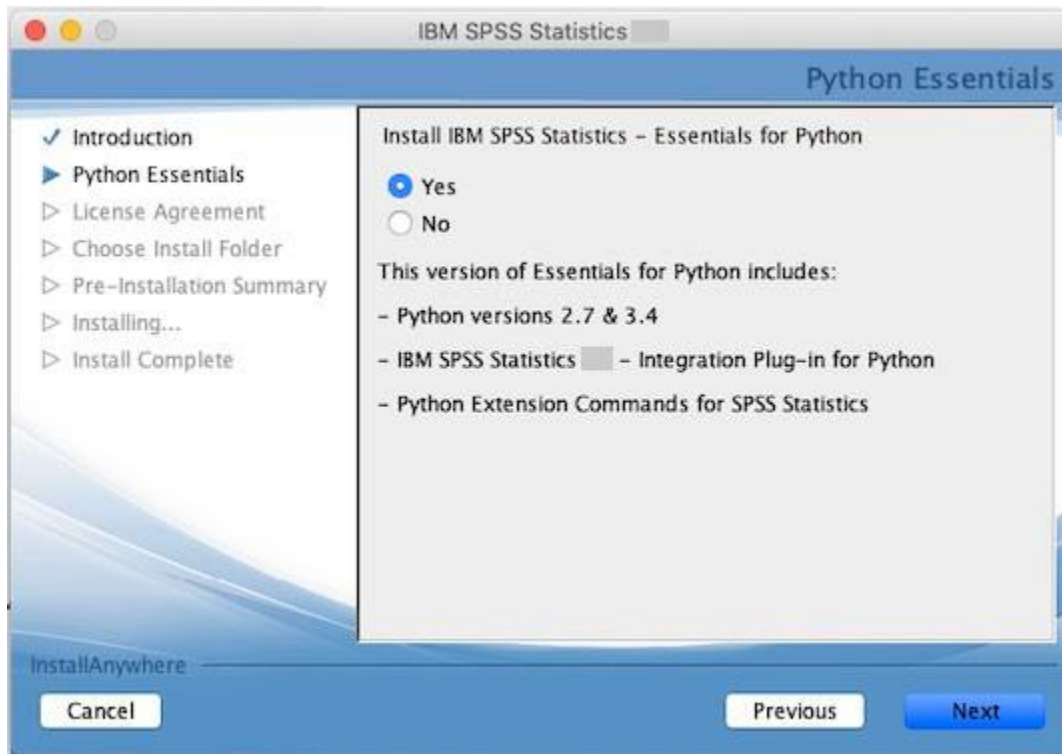 IBM SPSS Statistics
Python Essentials
Introduction
Python Essentials
License Agreement
Choose Install Folder
Pre-Installation Summary
Installing...
Install Complete
Install IBM SPSS Statistics – Essentials for Python
Yes
No
This version of Essentials for Python includes:
– Python versions 2.7 & 3.4
– IBM SPSS Statistics – Integration Plug-in for Python
– Python Extension Commands for SPSS Statistics
InstallAnywhere
Cancel
Previous
Next